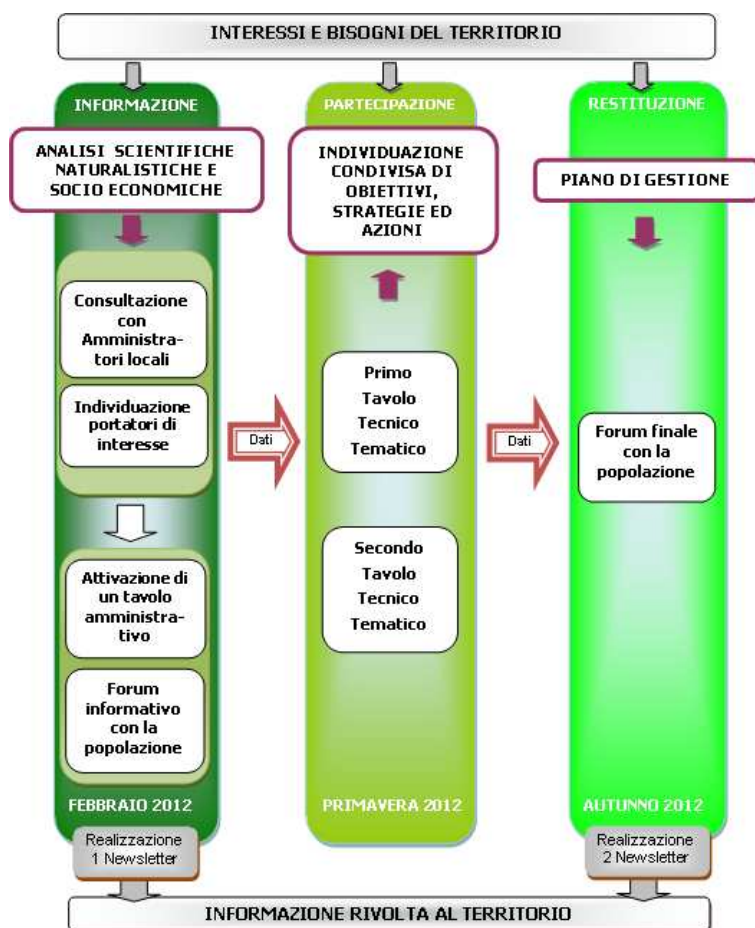 INTERESSI E BISOGNI DEL TERRITORIO
INFORMAZIONE
ANALISI SCIENTIFICHE
NATURALISTICHE E
SOCIO ECONOMICHE
Consultazione
con
Amministra-
tori locali
Individuazione
portatori di
interesse
Attivazione di
un tavolo
amministra-
tivo
Forum
informativo
con la
popolazione
FEBBRAIO 2012
Realizzazione
1 Newsletter
Dati
PARTECIPAZIONE
INDIVIDUAZIONE
CONDIVISA DI
OBIETTIVI,
STRATEGIE ED
AZIONI
Primo
Tavolo
Tecnico
Tematico
Secondo
Tavolo
Tecnico
Tematico
PRIMAVERA 2012
Dati
RESTITUZIONE
PIANO DI GESTIONE
Forum finale
con la
popolazione
AUTUNNO 2012
Realizzazione
2 Newsletter
INFORMAZIONE RIVOLTA AL TERRITORIO